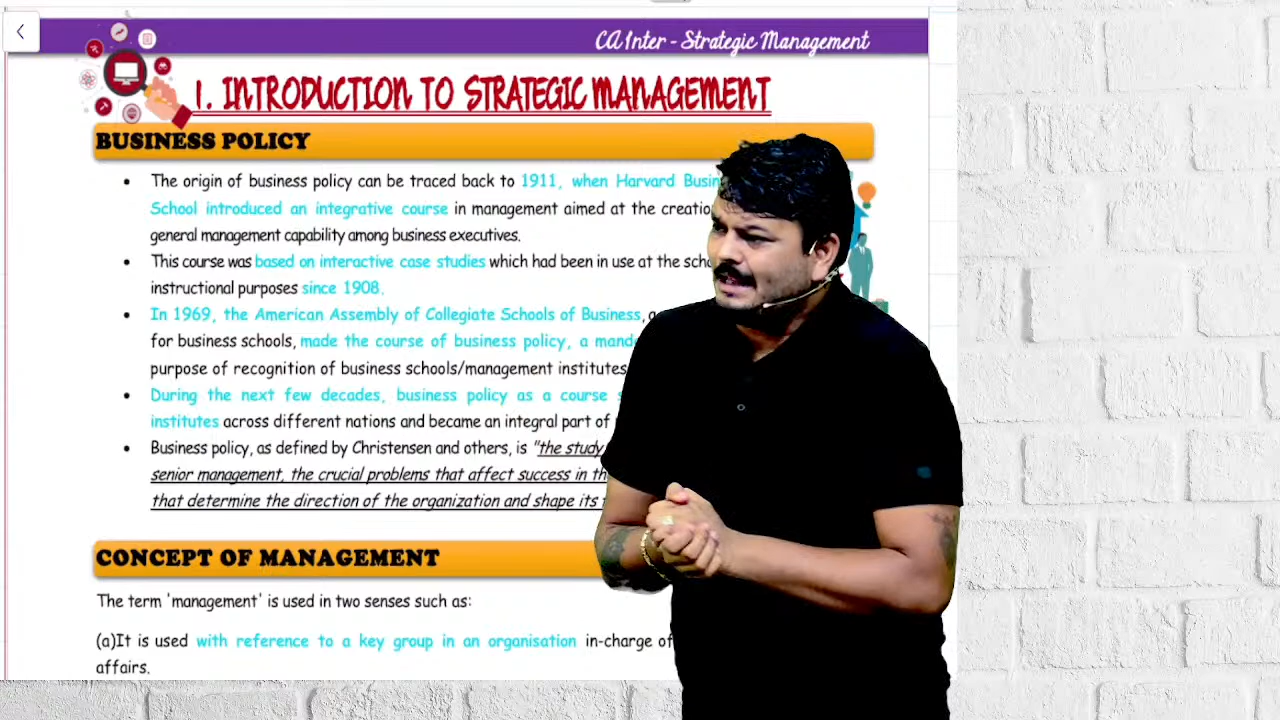 CA Inter - Strategic Management
1. INTRODUCTION TO STRATEGIC MANAGEMENT
BUSINESS POLICY
• The origin of business policy can be traced back to 1911, when Harvard Busin
School introduced an integrative course in management aimed at the creatio
general management capability among business executives.
• This course was based on interactive case studies which had been in use at the scho
instructional purposes since 1908.
• In 1969, the American Assembly of Collegiate Schools of Business, a
for business schools, made the course of business policy, a mand
purpose of recognition of business schools/management institutes
• During the next few decades, business policy as a course s
institutes across different nations and became an integral part of
• Business policy, as defined by Christensen and others, is "the study
senior management, the crucial problems that affect success in th
that determine the direction of the organization and shape its f
CONCEPT OF MANAGEMENT
The term 'management' is used in two senses such as:
(a)It is used with reference to a key group in an organisation in-charge of
affairs.